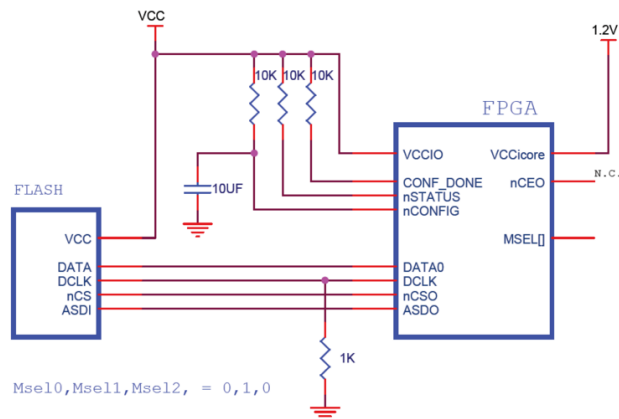 VCC
1.2V
10K 10K 10K
FPGA
VCCIO
VCCicore
CONF_DONE
nCEO
N.C.
nSTATUS
nCONFIG
10UF
FLASH
VCC
MSEL[]
DATA
DATA0
DCLK
DCLK
nCS
nCSO
ASDI
ASDO
1K
Msel0,Msel1,Msel2, = 0,1,0